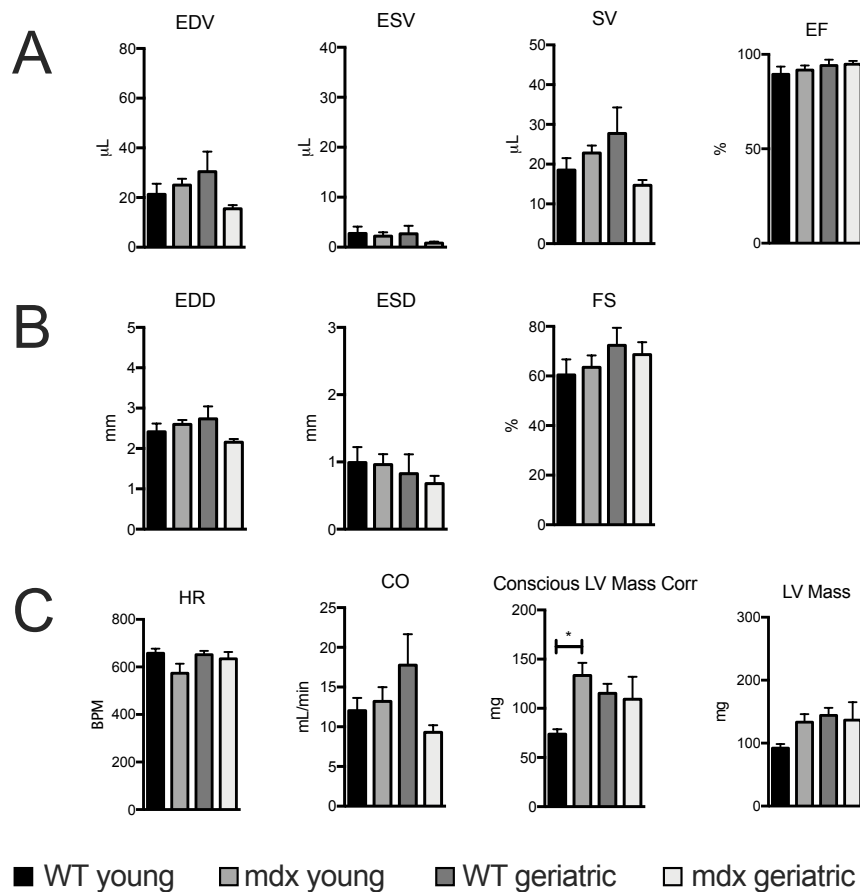 A
EDV
80
60
40
20
0
µL
ESV
40
30
20
10
0
µL
SV
50
40
30
20
10
0
µL
EF
100
50
0
%
B
EDD
5
4
3
2
1
0
mm
ESD
3
2
1
0
mm
FS
80
60
40
20
0
%
C
HR
800
600
400
200
0
BPM
CO
25
20
15
10
5
0
mL/min
Conscious LV Mass Corr
200
150
100
50
0
mg
*
LV Mass
300
200
100
0
mg
WT young mdx young WT geriatric mdx geriatric